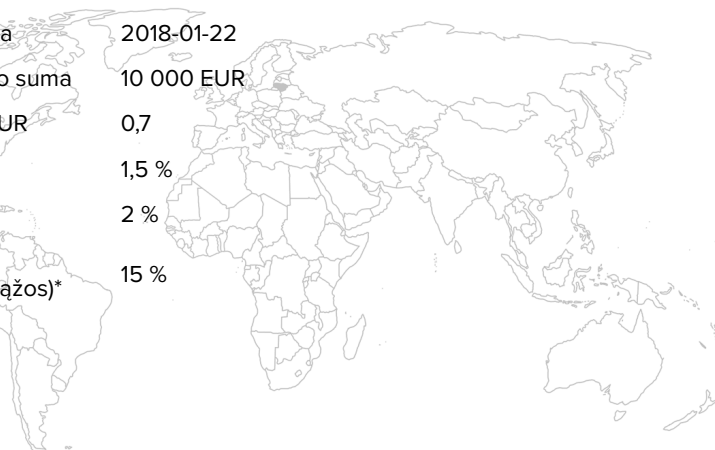 a 2018-01-22
o suma 10 000 EUR
UR 0,7
1,5 %
2 %
15 %
ąžos)*